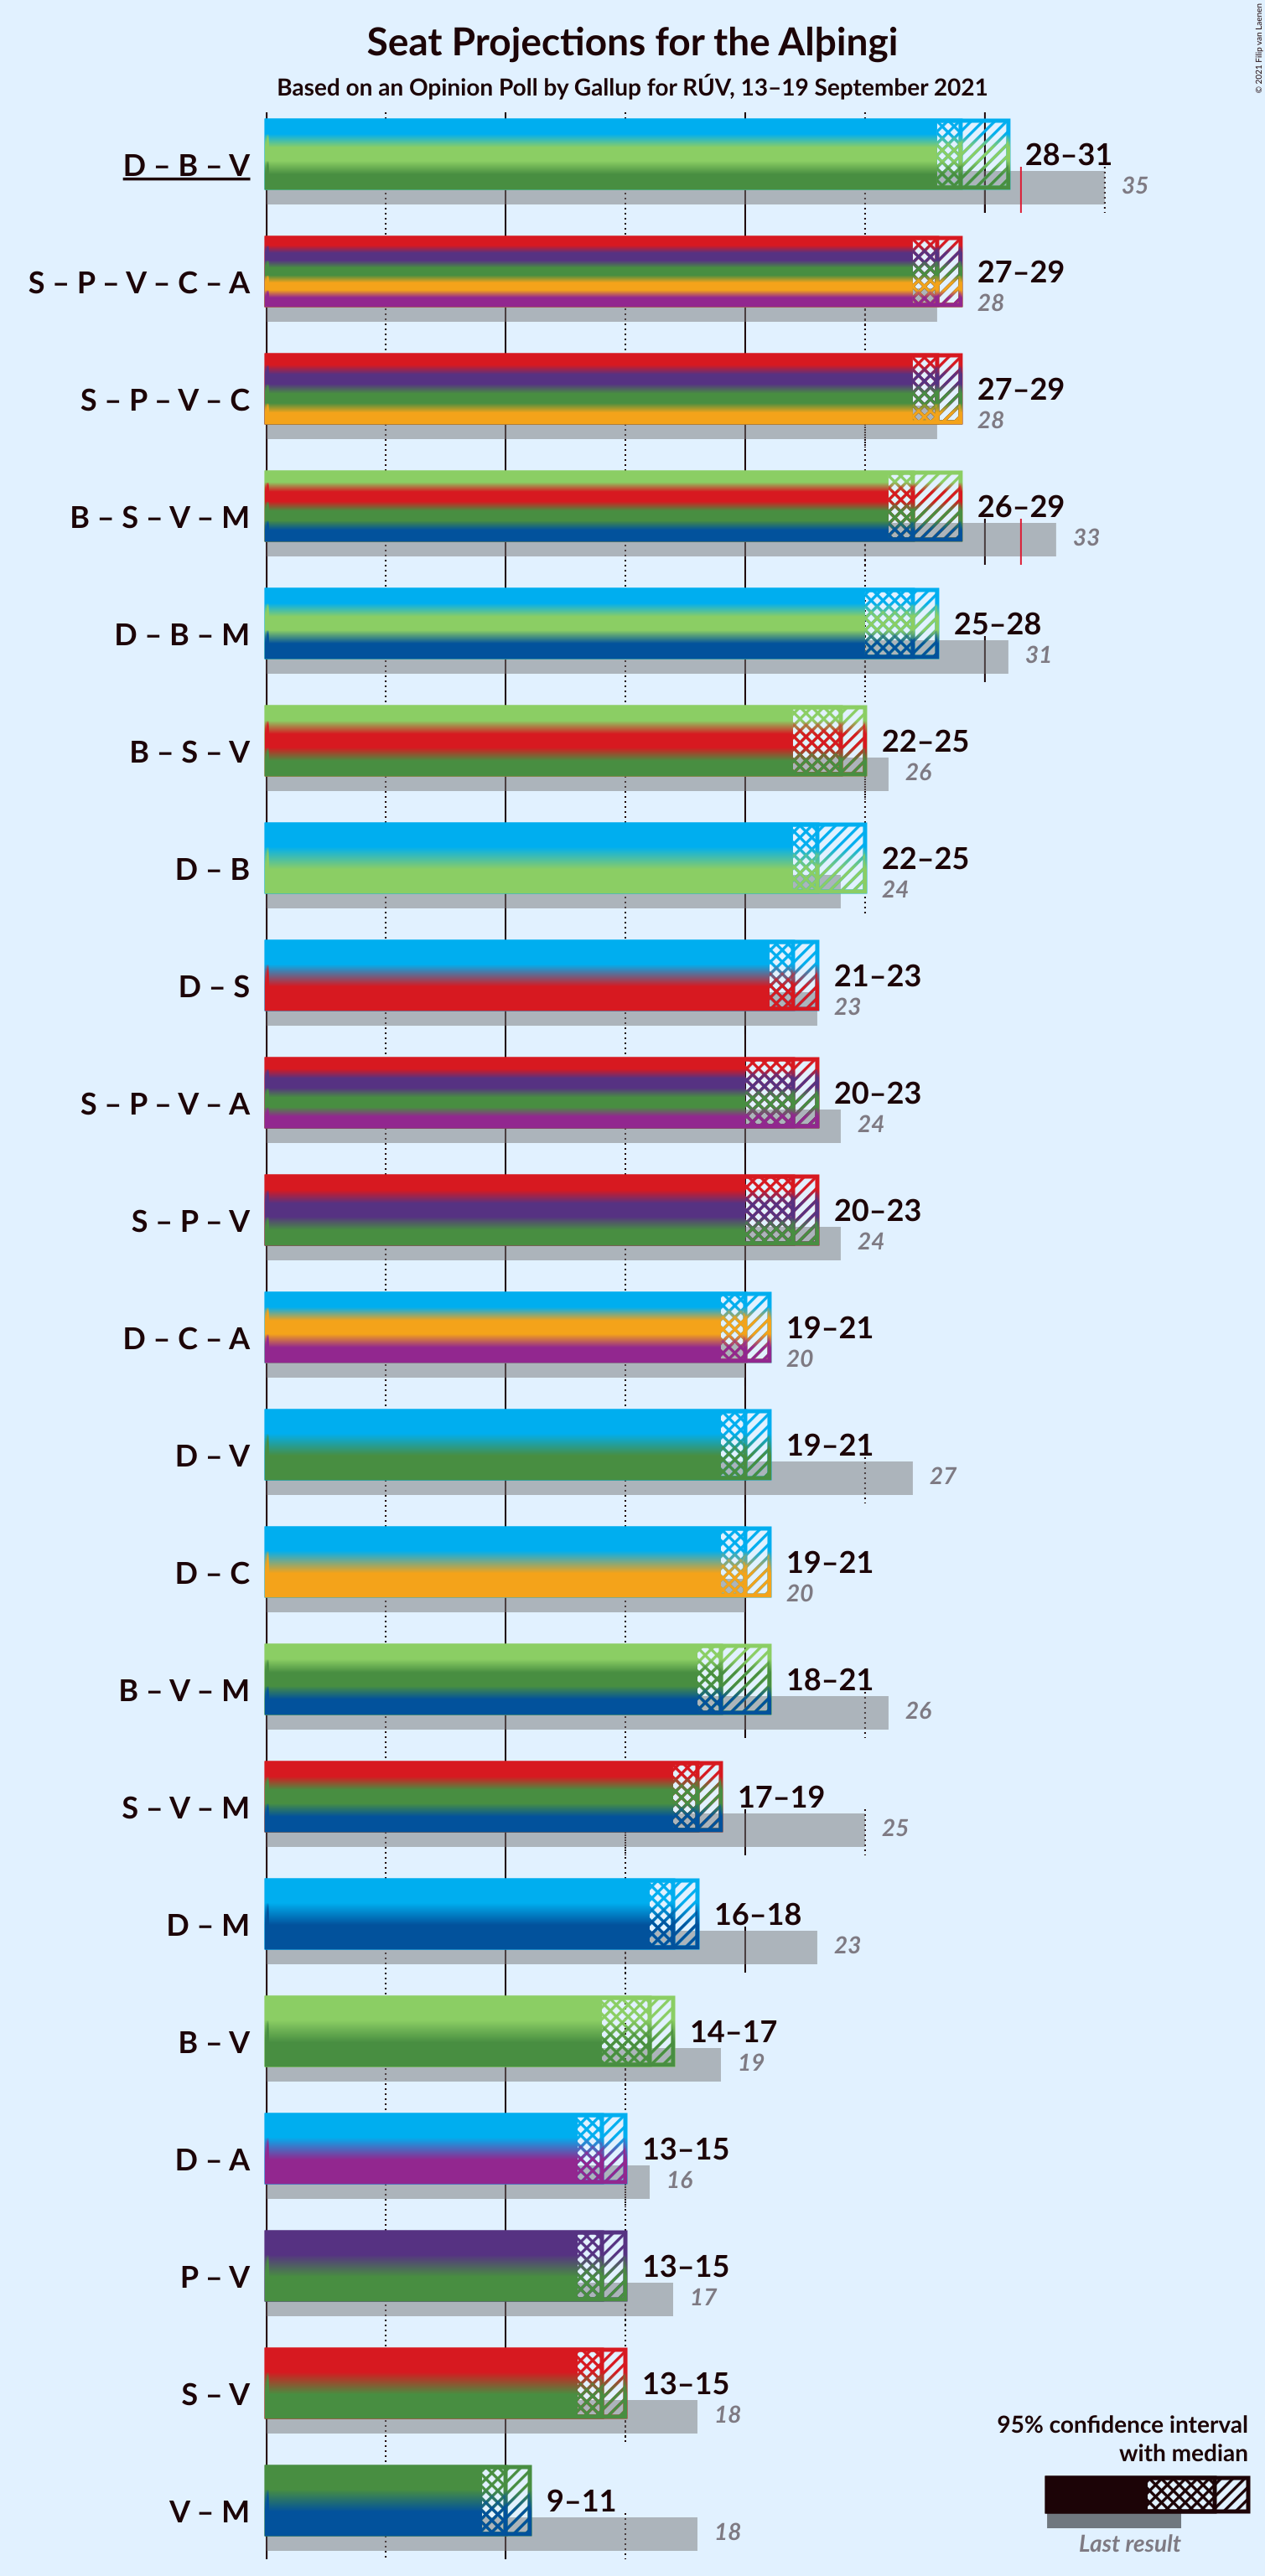 Seat Projections for the Alþingi
Based on an Opinion Poll by Gallup for RÚV, 13–19 September 2021
© 2021 Filip van Laenen
D – B – V
28–31
35
S – P – V – C – A
27–29
28
S – P – V – C
27–29
28
B – S – V – M
26–29
33
D – B – M
25–28
31
B – S – V
22–25
26
D – B
22–25
24
D – S
21–23
23
S – P – V – A
20–23
24
S – P – V
20–23
24
D – C – A
19–21
20
D – V
19–21
27
D – C
19–21
20
B – V – M
18–21
26
S – V – M
17–19
25
D – M
16–18
23
B – V
14–17
19
D – A
13–15
16
P – V
13–15
17
S – V
13–15
18
V – M
9–11
18
95% confidence interval
with median
Last result